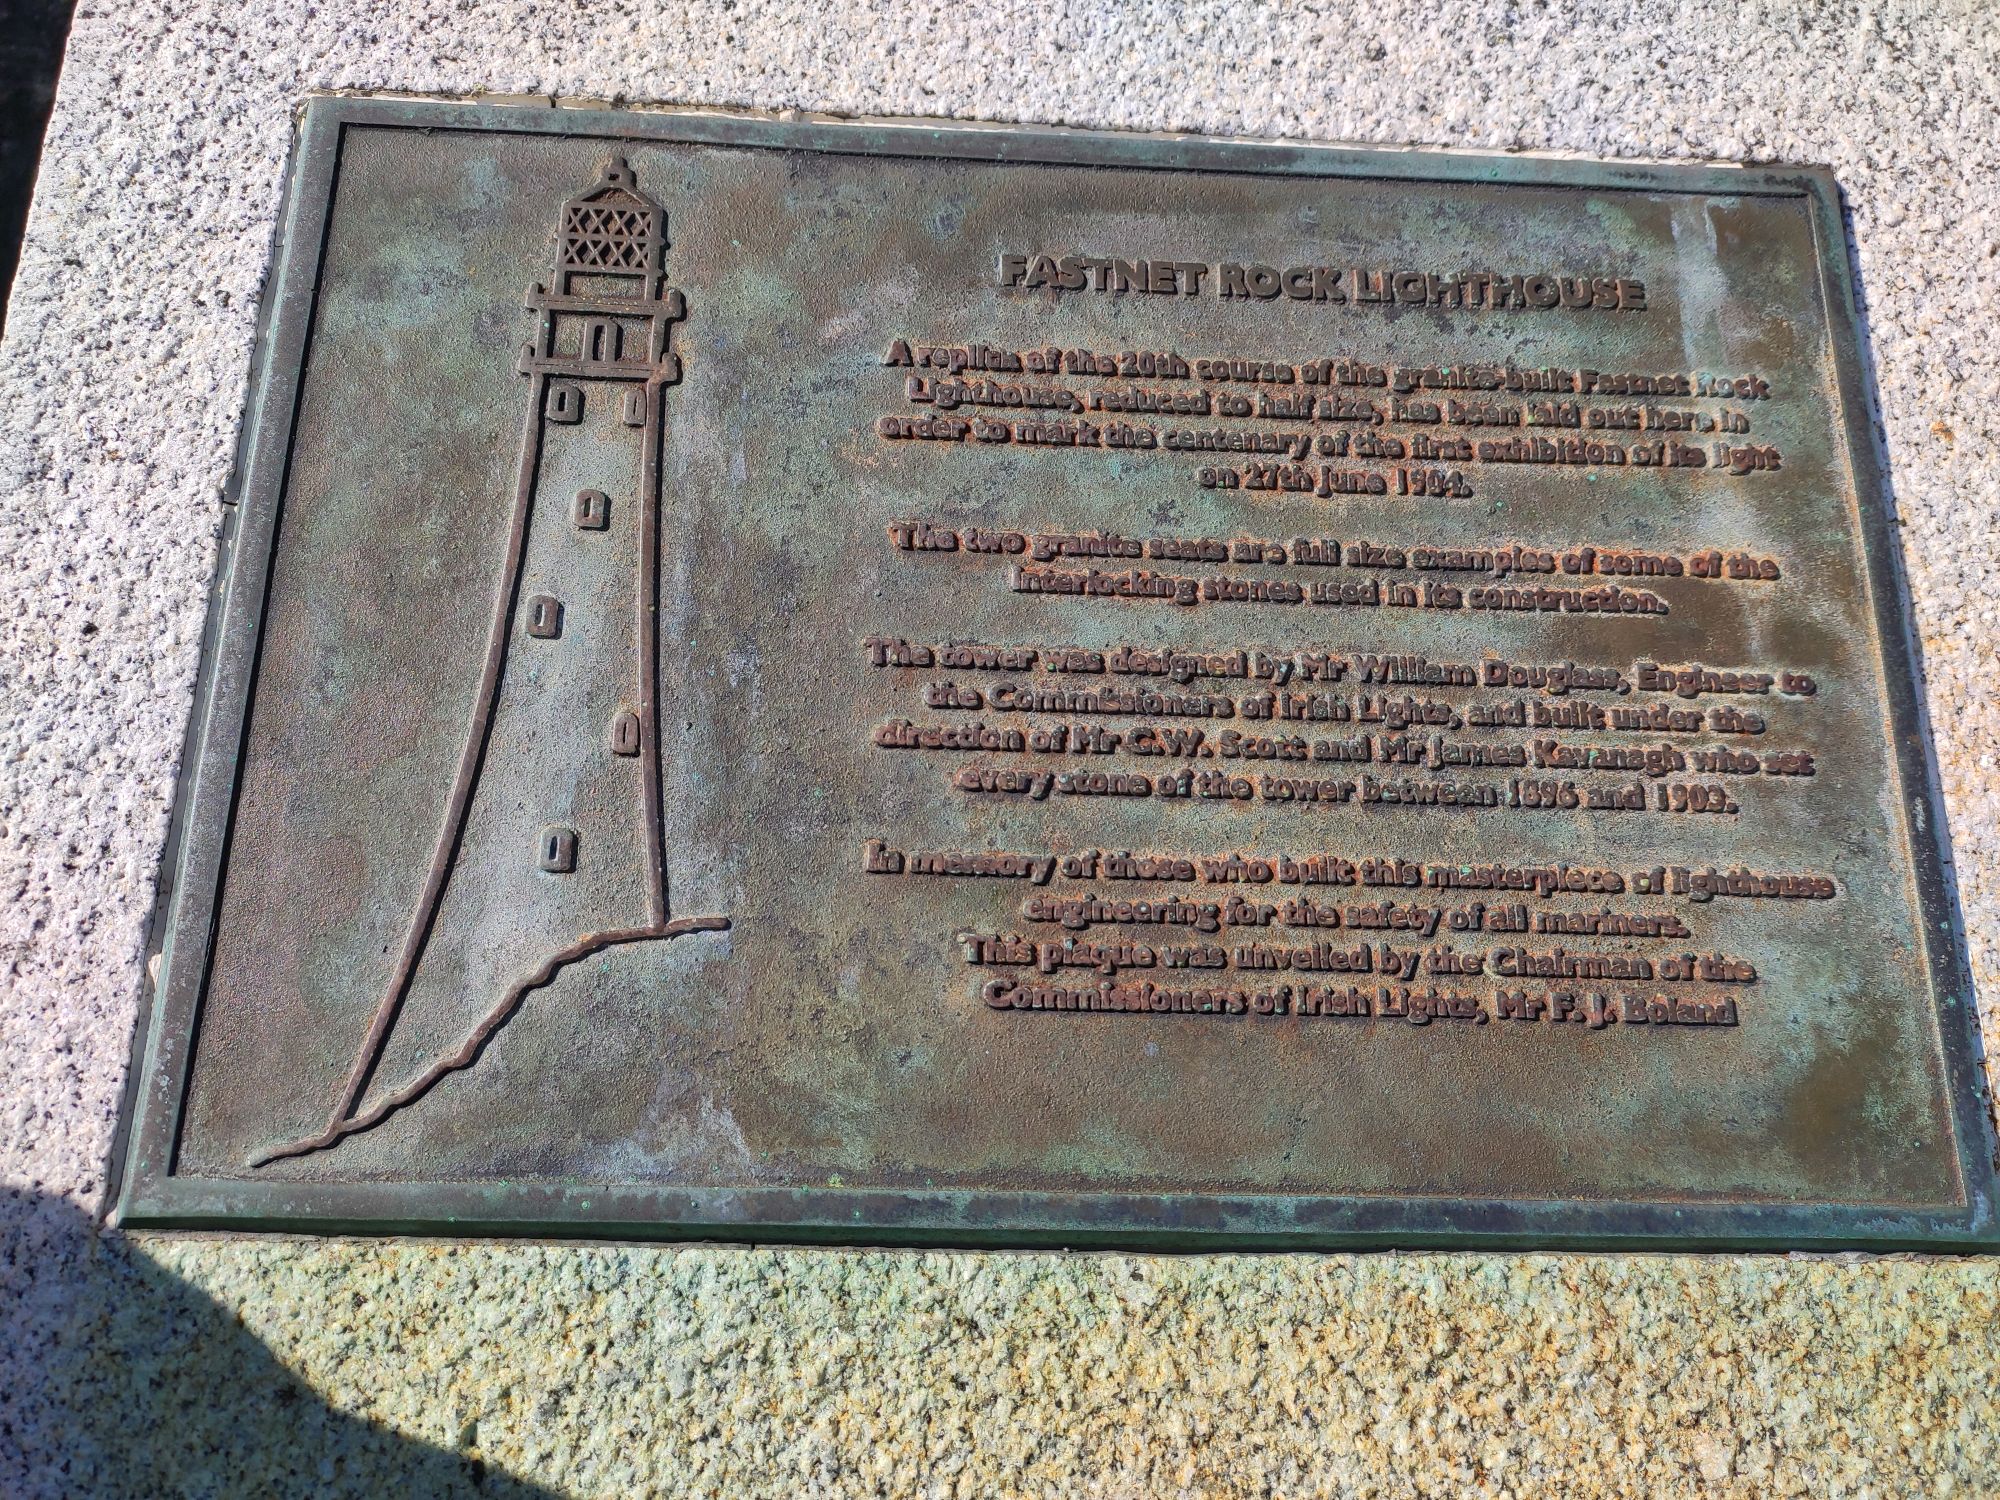 FASTNET ROCK LIGHTHOUSE
A replica of the 20th course of the granite-built Fastnet Rock
Lighthouse, reduced to half size, has been laid out here in
order to mark the centenary of the first exhibition of its light
on 27th June 1904.
The two granite seats are full size examples of some of the
interlocking stones used in its construction.
The tower was designed by Mr William Douglass, Engineer to
the Commissioners of Irish Lights, and built under the
direction of Mr C.W. Scott and Mr James Kavanagh who set
every stone of the tower between 1896 and 1903.
In memory of those who built this masterpiece of lighthouse
engineering for the safety of all mariners.
This plaque was unveiled by the Chairman of the
Commissioners of Irish Lights, Mr F. J. Boland